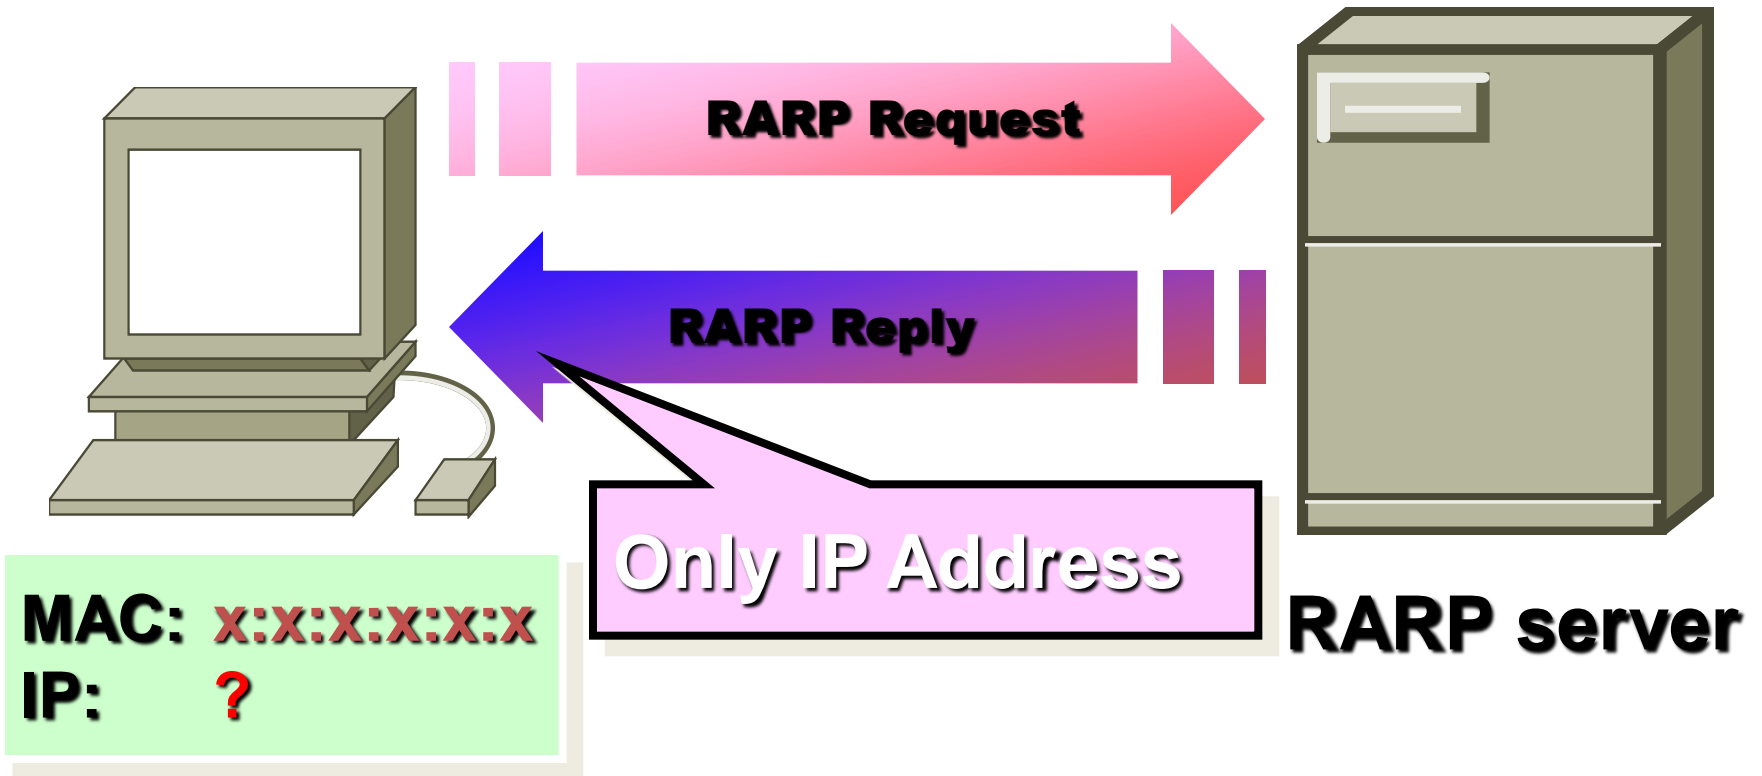 RARP Request
RARP Reply
Only IP Address
MAC: x:x:x:x:x:x
IP: ?
RARP server